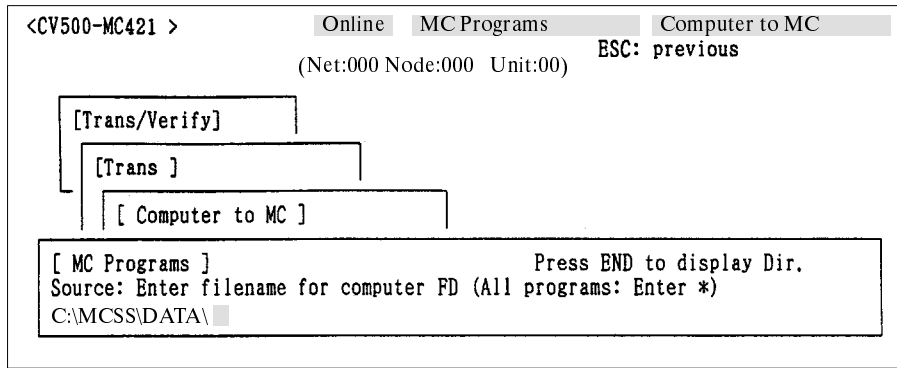 <CV500-MC421 > Online MC Programs Computer to MC
ESC: previous
(Net:000 Node:000 Unit:00)
[Trans/Verify]
[Trans ]
[ Computer to MC ]
[ MC Programs ] Press END to display Dir.
Source: Enter filename for computer FD (All programs: Enter *)
C:\MCSS\DATA\